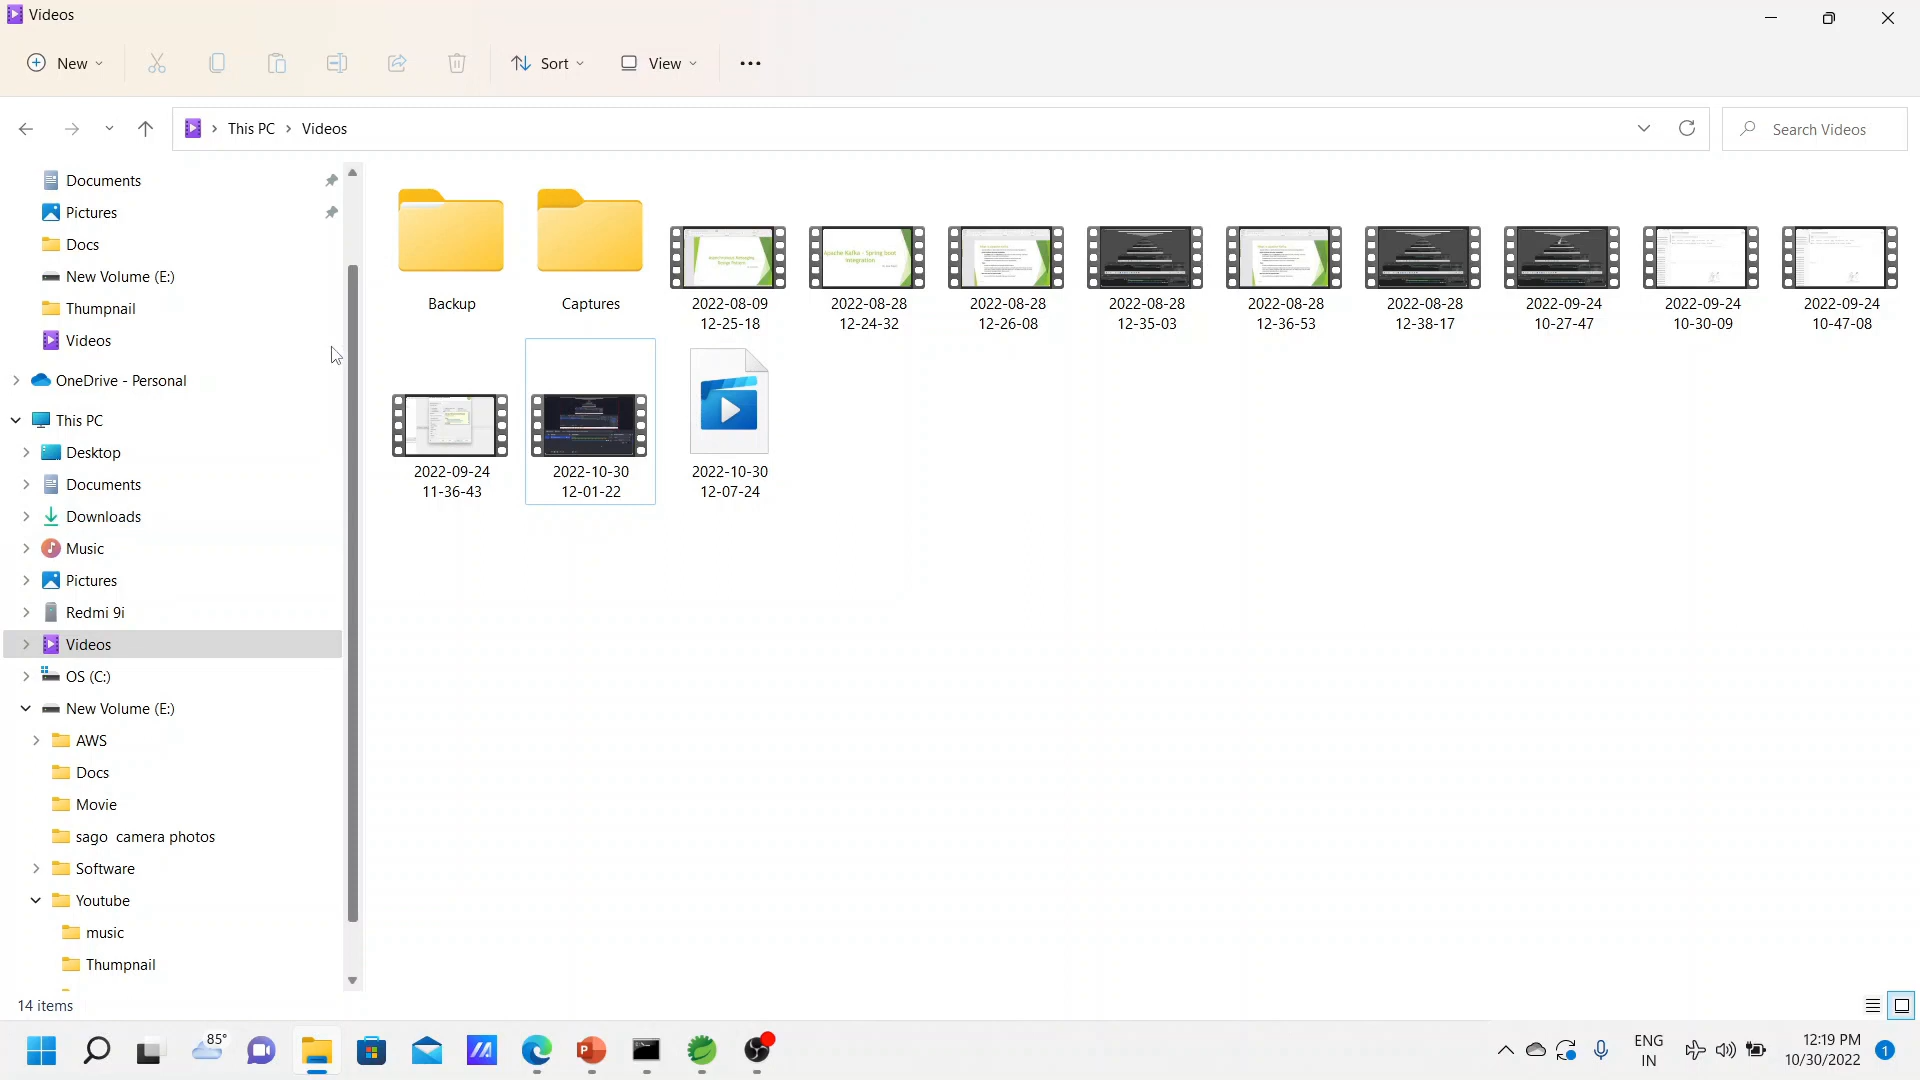 Videos
New
Sort
View
This PC
Videos
Search Videos
Documents
Pictures
Docs
New Volume (E:)
Thumpnail
Videos
OneDrive - Personal
This PC
Desktop
Documents
Downloads
Music
Pictures
Redmi 9i
Videos
OS (C:)
New Volume (E:)
AWS
Docs
Movie
sago camera photos
Software
Youtube
music
Thumpnail
Backup
Captures
2022-08-09
12-25-18
Apache Kafka - Spring boot
Integration
2022-08-28
12-24-32
2022-08-28
12-26-08
2022-08-28
12-35-03
2022-08-28
12-36-53
2022-08-28
12-38-17
2022-09-24
10-27-47
2022-09-24
10-30-09
2022-09-24
10-47-08
2022-09-24
11-36-43
2022-10-30
12-01-22
2022-10-30
12-07-24
14 items
85°
ENG
IN
12:19 PM
10/30/2022
1